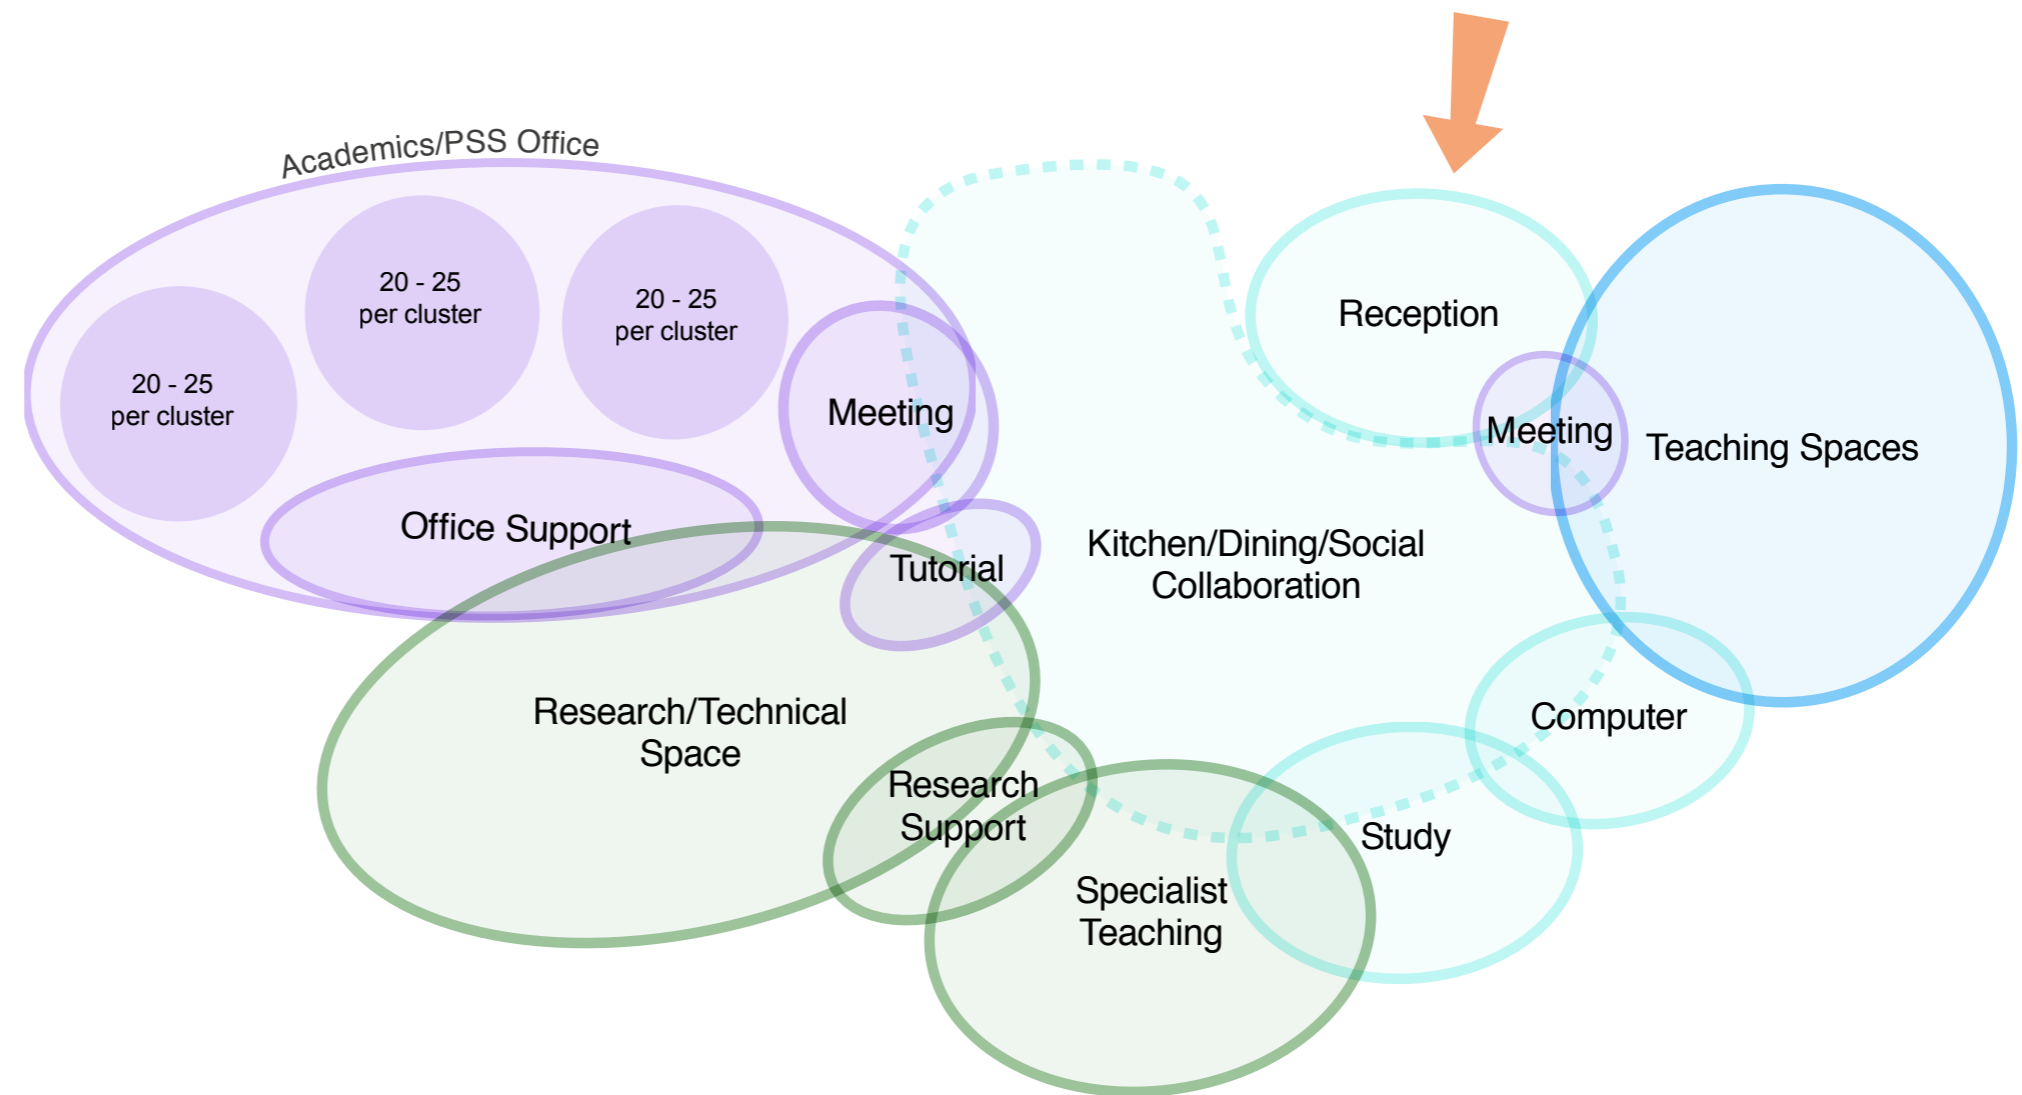 Academics/PSS Office
20 - 25
per cluster
20 - 25
per cluster
20 - 25
per cluster
Meeting
Office Support
Tutorial
Reception
Meeting
Teaching Spaces
Kitchen/Dining/Social
Collaboration
Research/Technical
Space
Research
Support
Specialist
Teaching
Study
Computer